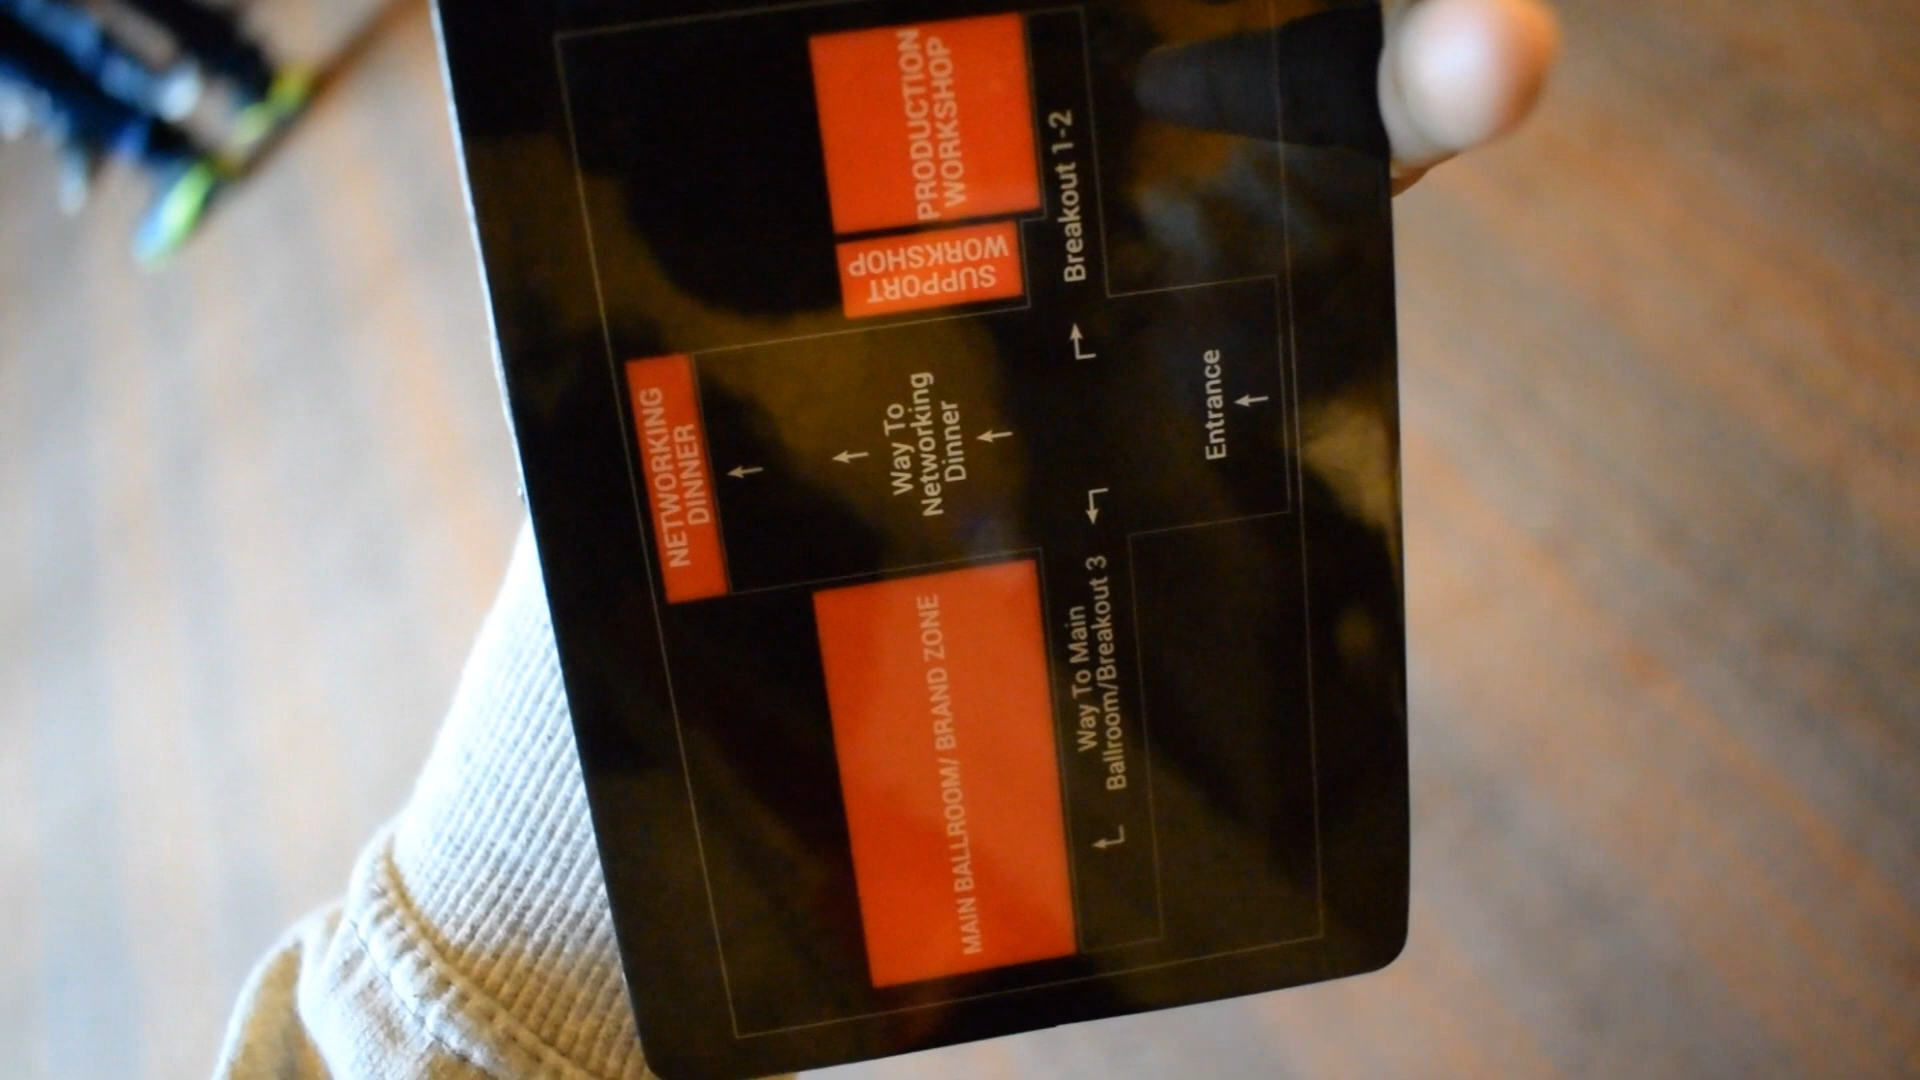 NETWORKING
DINNER
Way To
Networking
Dinner
MAIN BALLROOM/ BRAND ZONE
SUPPORT
WORKSHOP
PRODUCTION
WORKSHOP
Way To Main
Ballroom/Breakout 3
Breakout 1-2
Entrance